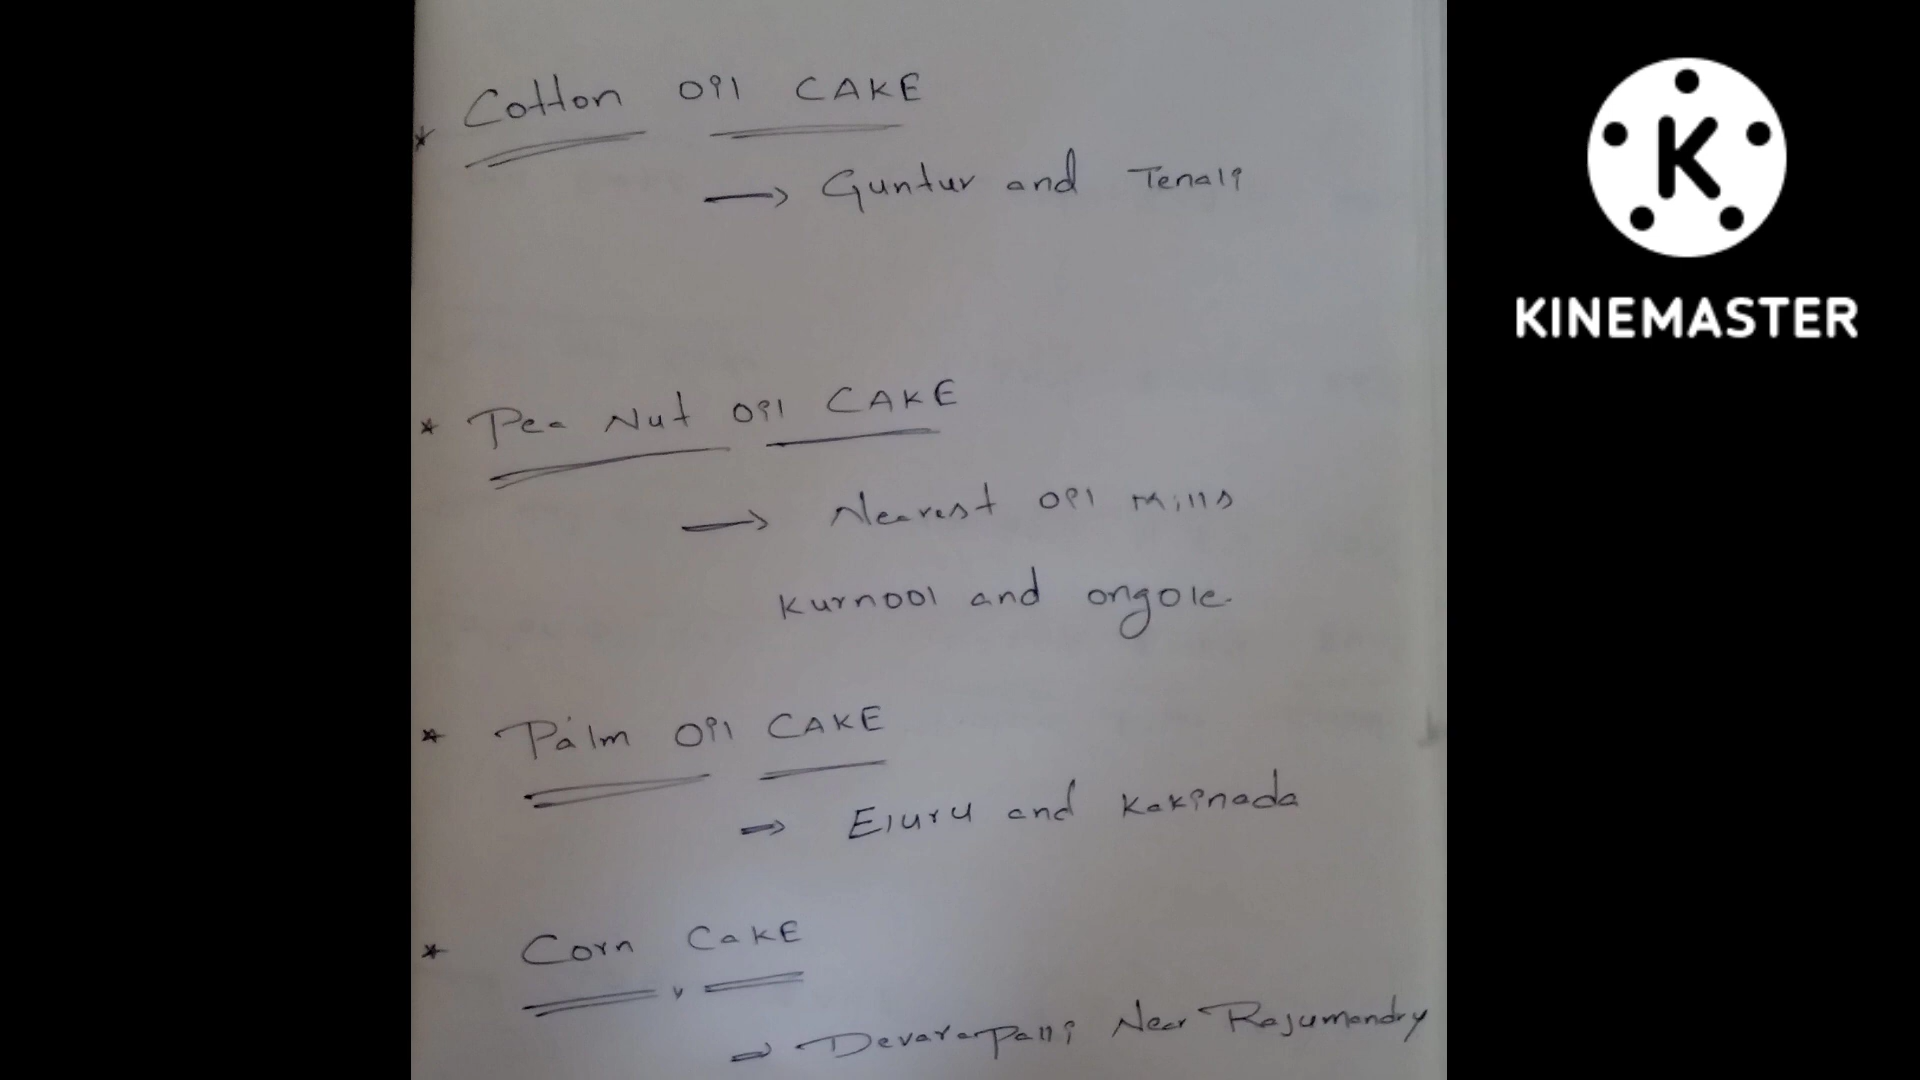 * Cotton Oil CAKE
→ Guntur and Tenali
* Pea Nut Oil CAKE
→ Nearest Oil Mills
Kurnool and ongole.
* Palm Oil CAKE
⇒ Eluru and Kakinada
* Corn CaKE
⇒ Devarapalli Near Rajumandry
K
KINEMASTER